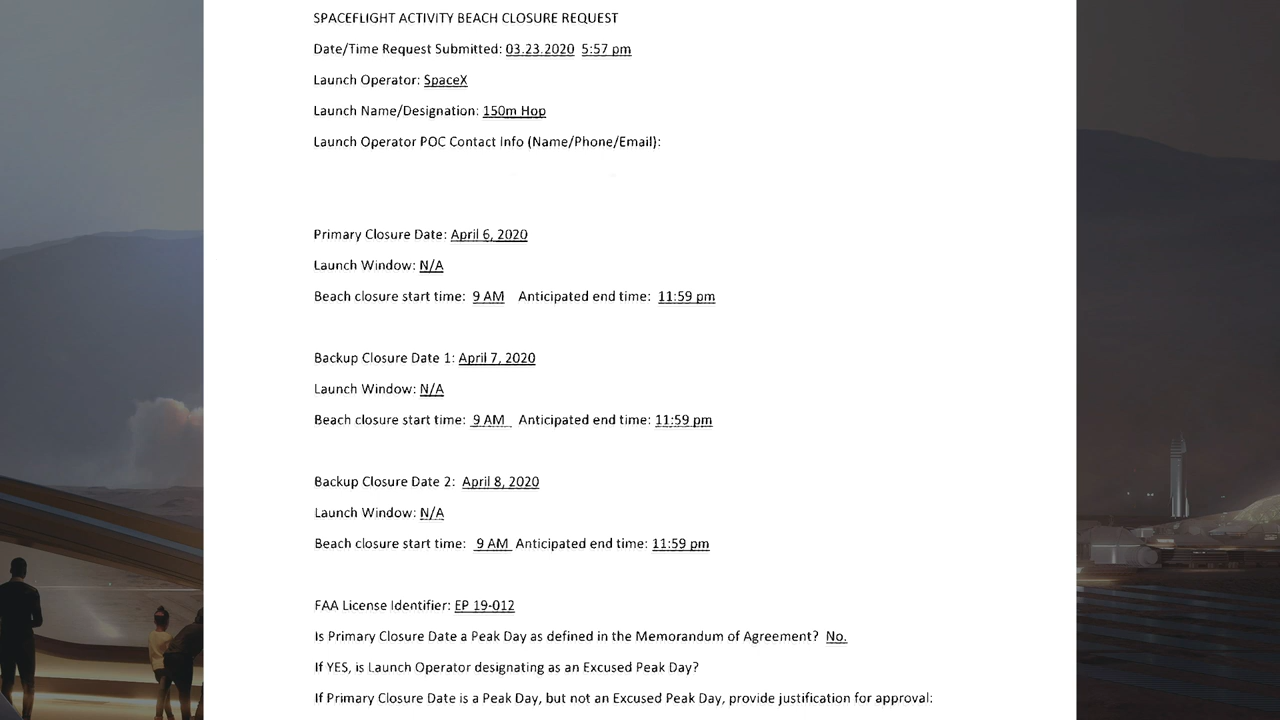 SPACEFLIGHT ACTIVITY BEACH CLOSURE REQUEST
Date/Time Request Submitted: 03.23.2020 5:57 pm
Launch Operator: SpaceX
Launch Name/Designation: 150m Hop
Launch Operator POC Contact Info (Name/Phone/Email):
Primary Closure Date: April 6, 2020
Launch Window: N/A
Beach closure start time: 9 AM Anticipated end time: 11:59 pm
Backup Closure Date 1: April 7, 2020
Launch Window: N/A
Beach closure start time: 9 AM Anticipated end time: 11:59 pm
Backup Closure Date 2: April 8, 2020
Launch Window: N/A
Beach closure start time: 9 AM Anticipated end time: 11:59 pm
FAA License Identifier: EP 19-012
Is Primary Closure Date a Peak Day as defined in the Memorandum of Agreement? No.
If YES, is Launch Operator designating as an Excused Peak Day?
If Primary Closure Date is a Peak Day, but not an Excused Peak Day, provide justification for approval: